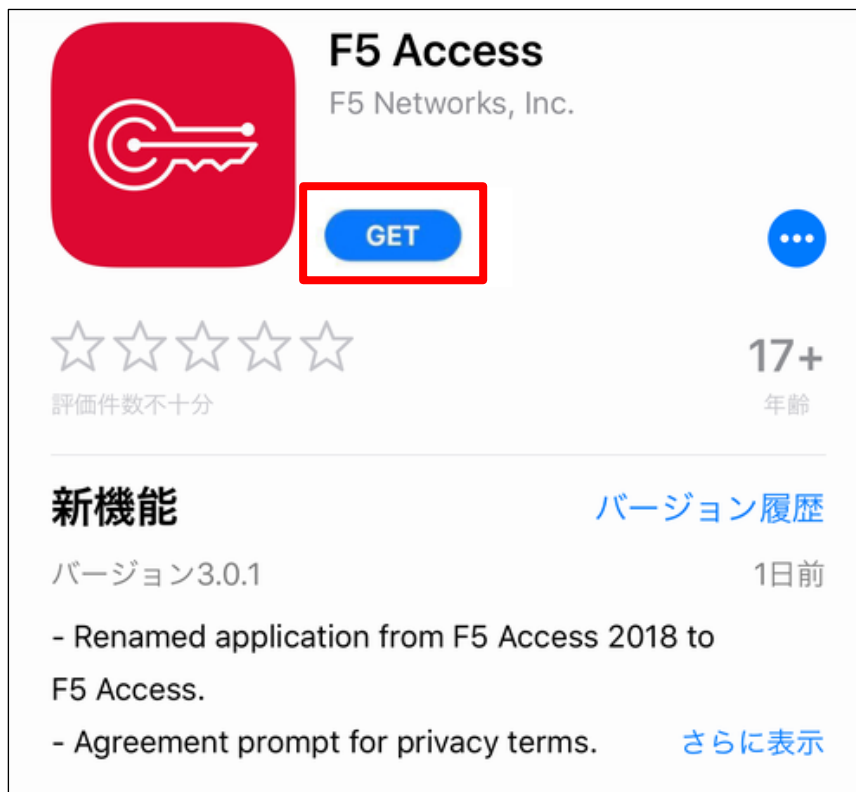 F5 Access
F5 Networks, Inc.
GET
17+
評価件数不十分
年齢
新機能
バージョン履歴
バージョン3.0.1
1日前
- Renamed application from F5 Access 2018 to
F5 Access.
- Agreement prompt for privacy terms.
さらに表示